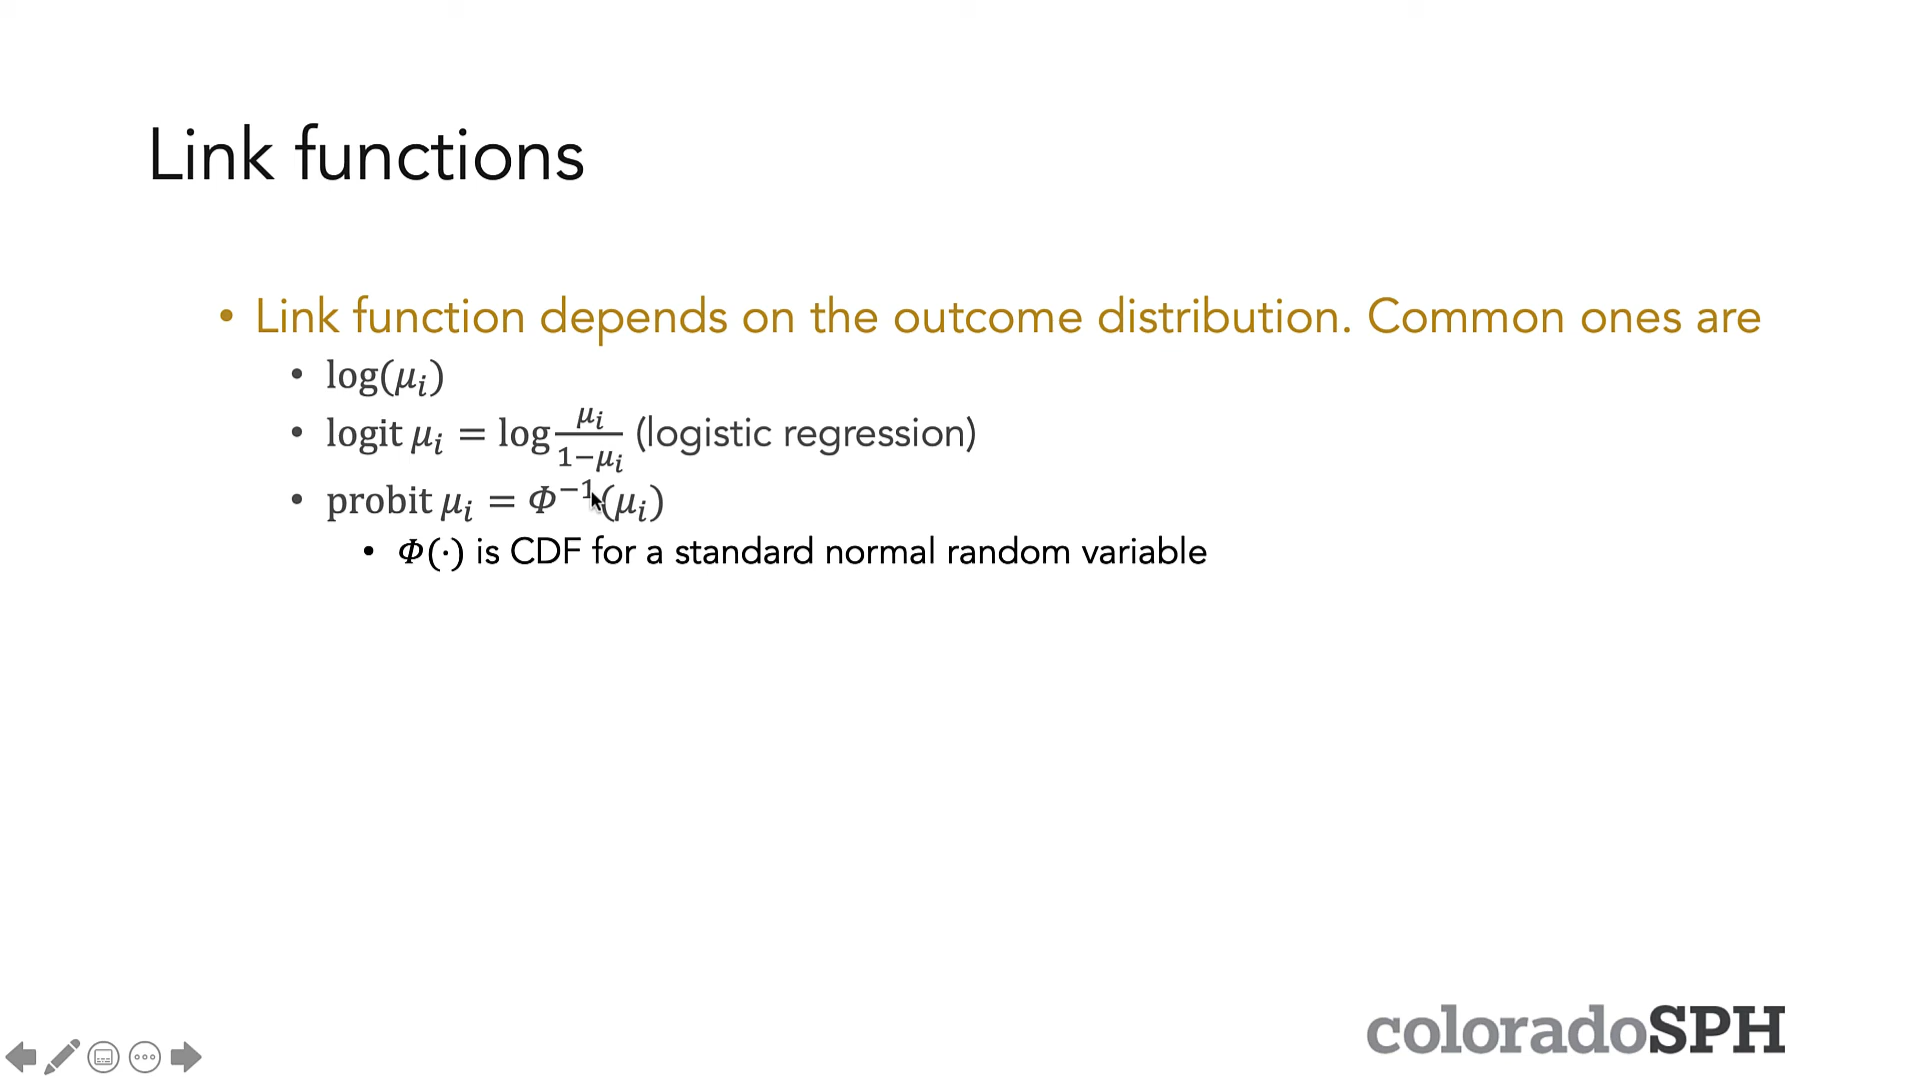 Link functions
• Link function depends on the outcome distribution. Common ones are
• log(μᵢ)
• logit μᵢ = log μᵢ/(1−μᵢ) (logistic regression)
• probit μᵢ = Φ⁻¹(μᵢ)
• Φ(·) is CDF for a standard normal random variable
coloradoSPH